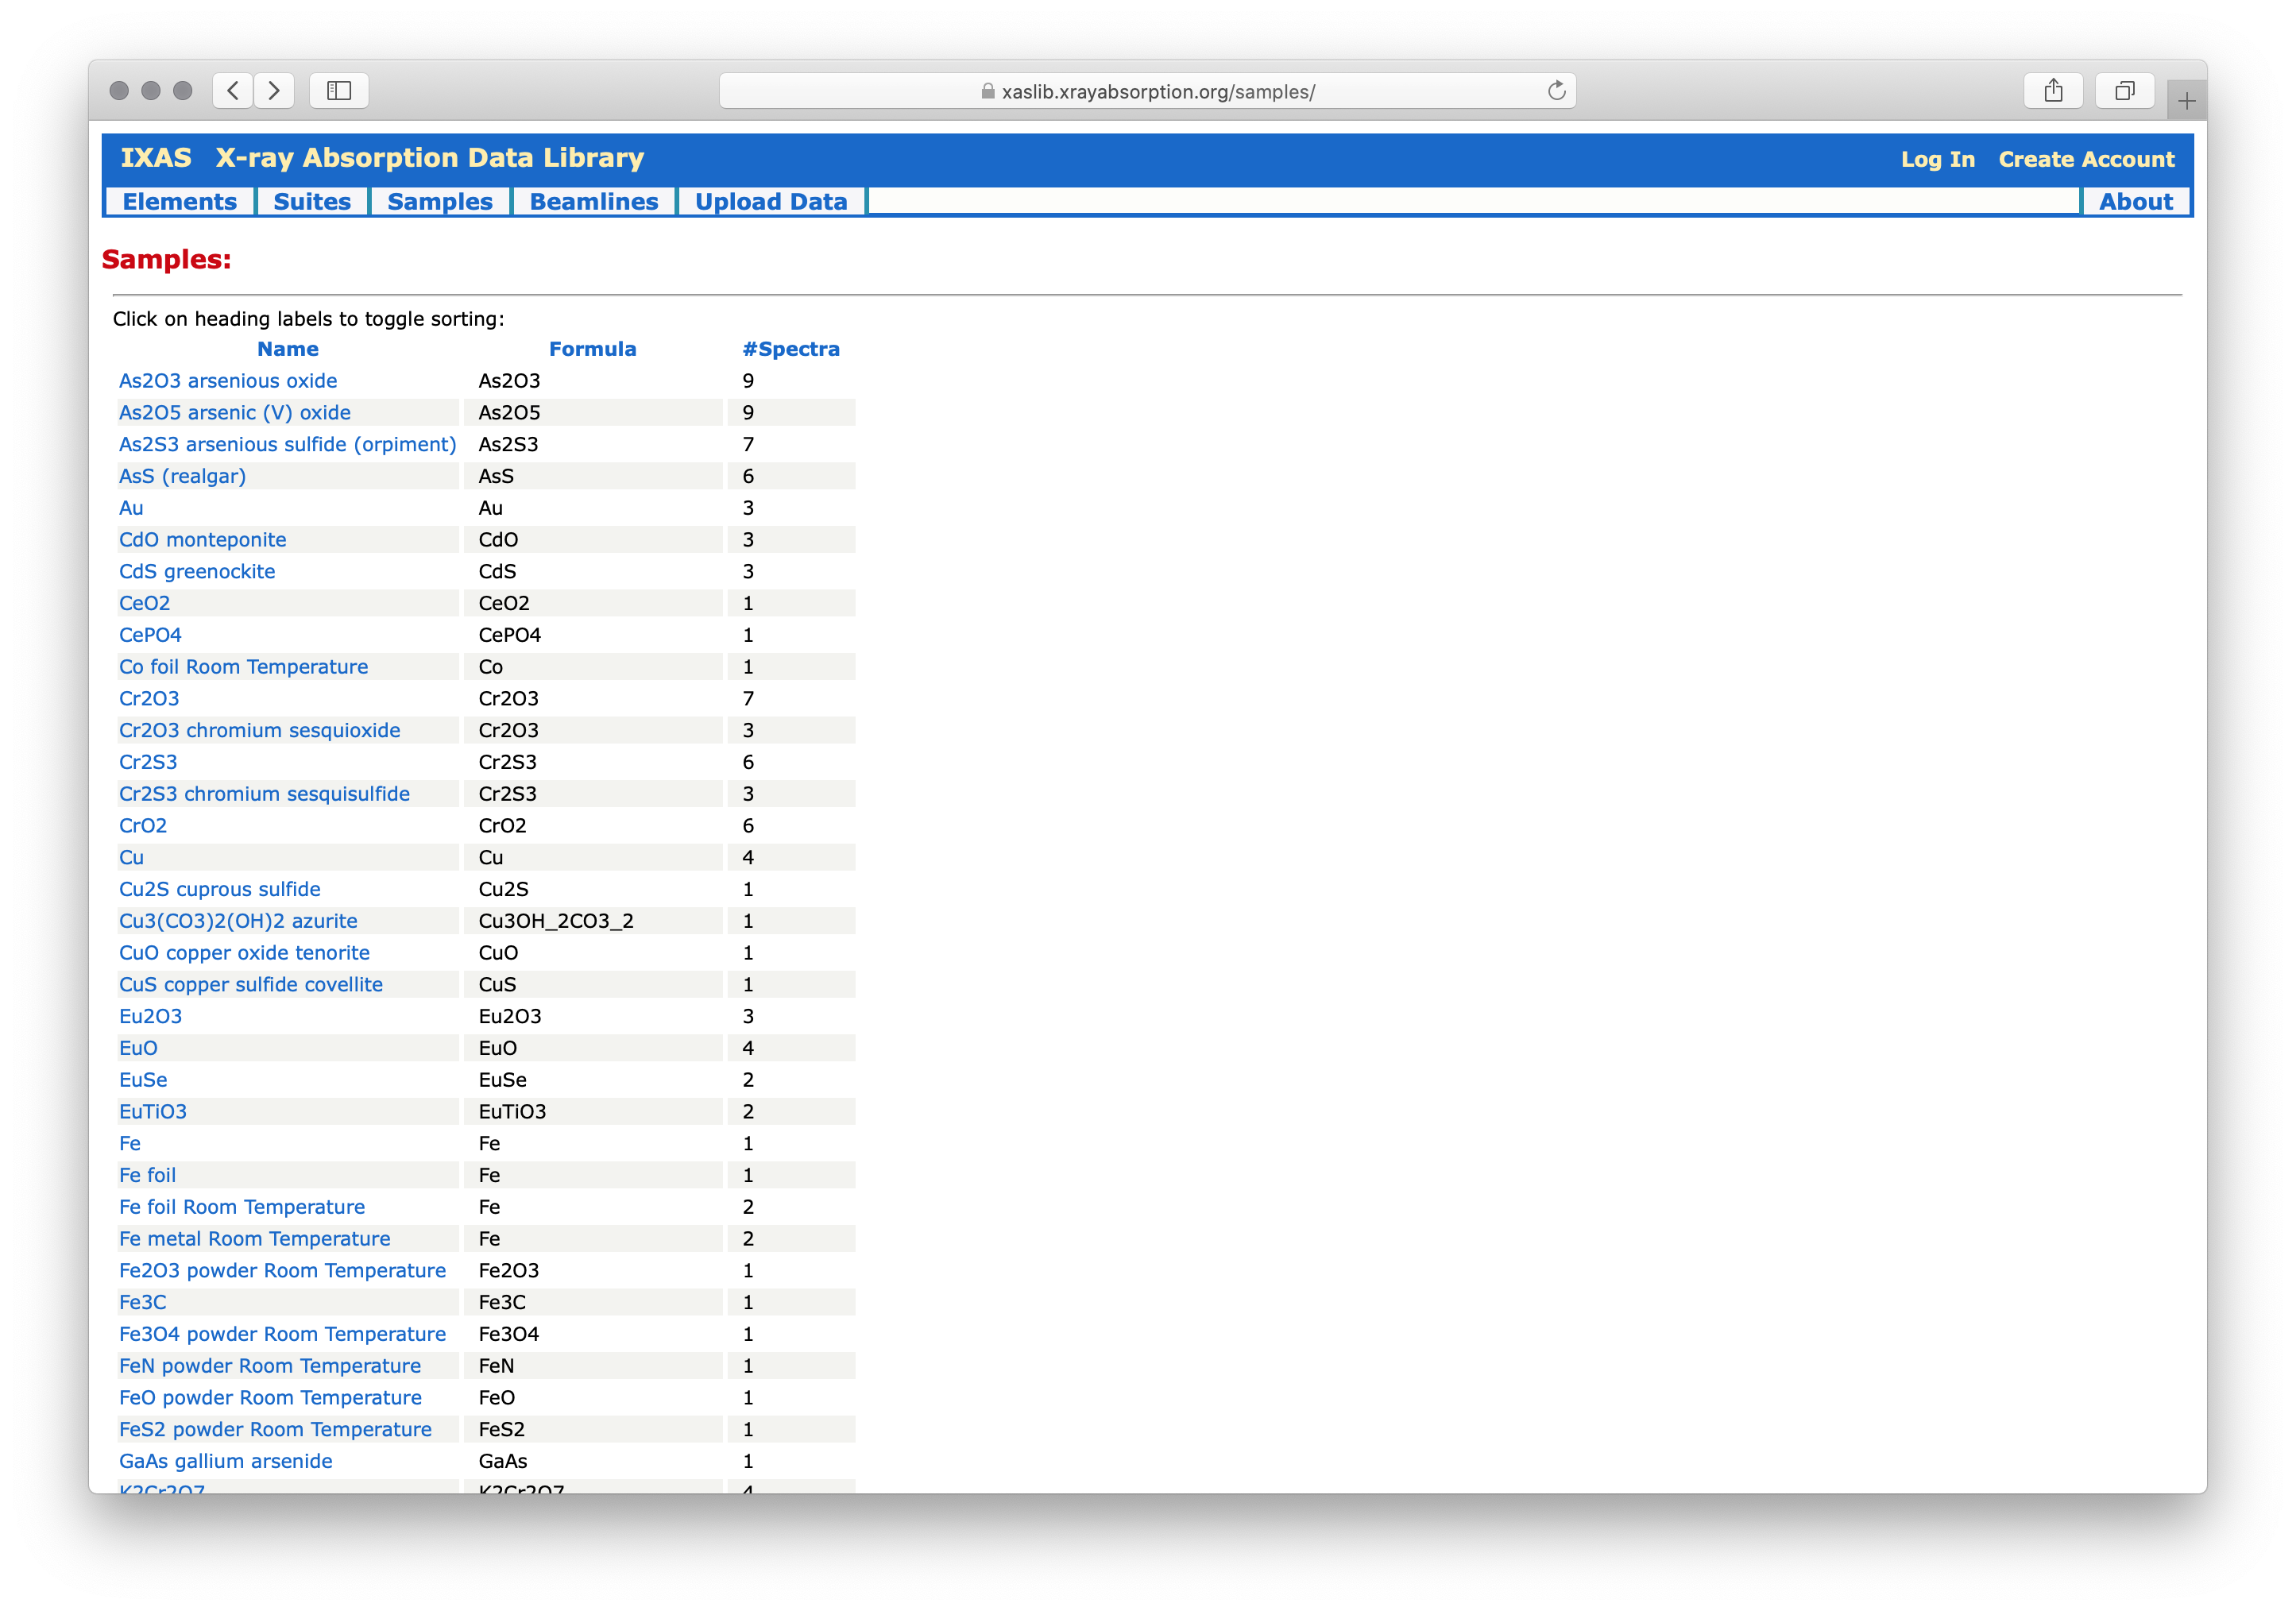 xaslib.xrayabsorption.org/samples/
IXAS X-ray Absorption Data Library Log In Create Account
Elements Suites Samples Beamlines Upload Data About
Samples:
Click on heading labels to toggle sorting:
Name Formula #Spectra
As2O3 arsenious oxide As2O3 9
As2O5 arsenic (V) oxide As2O5 9
As2S3 arsenious sulfide (orpiment) As2S3 7
AsS (realgar) AsS 6
Au Au 3
CdO monteponite CdO 3
CdS greenockite CdS 3
CeO2 CeO2 1
CePO4 CePO4 1
Co foil Room Temperature Co 1
Cr2O3 Cr2O3 7
Cr2O3 chromium sesquioxide Cr2O3 3
Cr2S3 Cr2S3 6
Cr2S3 chromium sesquisulfide Cr2S3 3
CrO2 CrO2 6
Cu Cu 4
Cu2S cuprous sulfide Cu2S 1
Cu3(CO3)2(OH)2 azurite Cu3OH_2CO3_2 1
CuO copper oxide tenorite CuO 1
CuS copper sulfide covellite CuS 1
Eu2O3 Eu2O3 3
EuO EuO 4
EuSe EuSe 2
EuTiO3 EuTiO3 2
Fe Fe 1
Fe foil Fe 1
Fe foil Room Temperature Fe 2
Fe metal Room Temperature Fe 2
Fe2O3 powder Room Temperature Fe2O3 1
Fe3C Fe3C 1
Fe3O4 powder Room Temperature Fe3O4 1
FeN powder Room Temperature FeN 1
FeO powder Room Temperature FeO 1
FeS2 powder Room Temperature FeS2 1
GaAs gallium arsenide GaAs 1
K2Cr2O7 K2Cr2O7 4